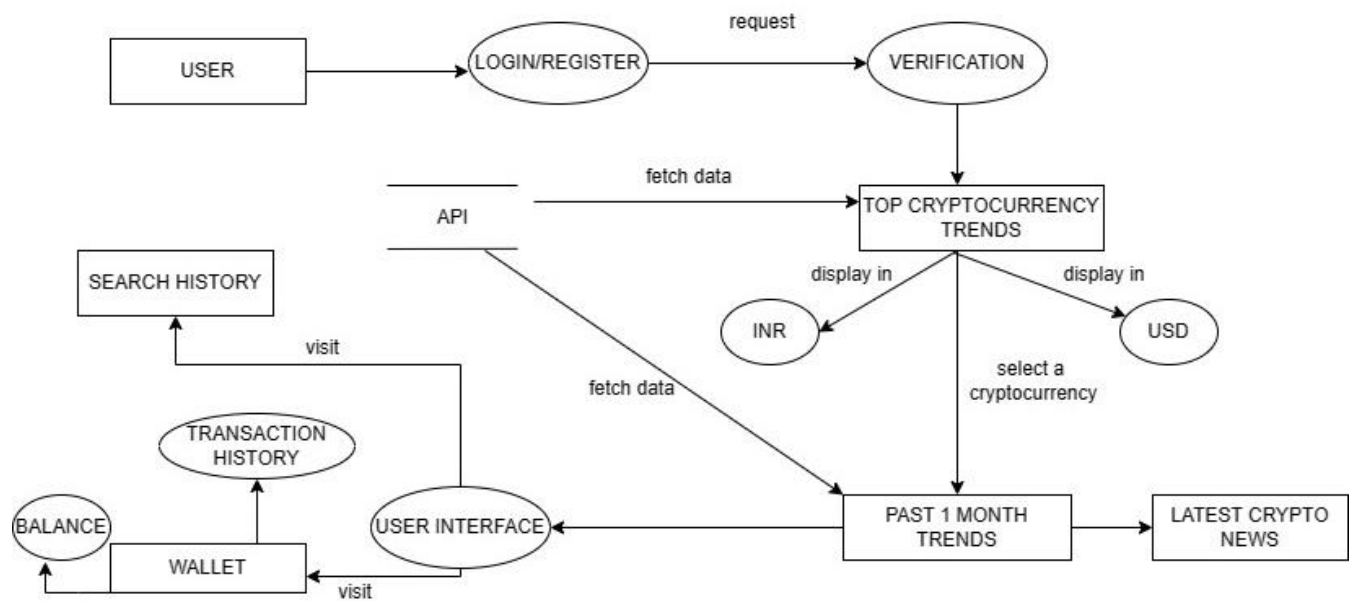 request
USER
LOGIN/REGISTER
VERIFICATION
fetch data
API
TOP CRYPTOCURRENCY
TRENDS
SEARCH HISTORY
display in
display in
INR
USD
visit
select a
cryptocurrency
fetch data
TRANSACTION
HISTORY
BALANCE
USER INTERFACE
PAST 1 MONTH
TRENDS
LATEST CRYPTO
NEWS
WALLET
visit